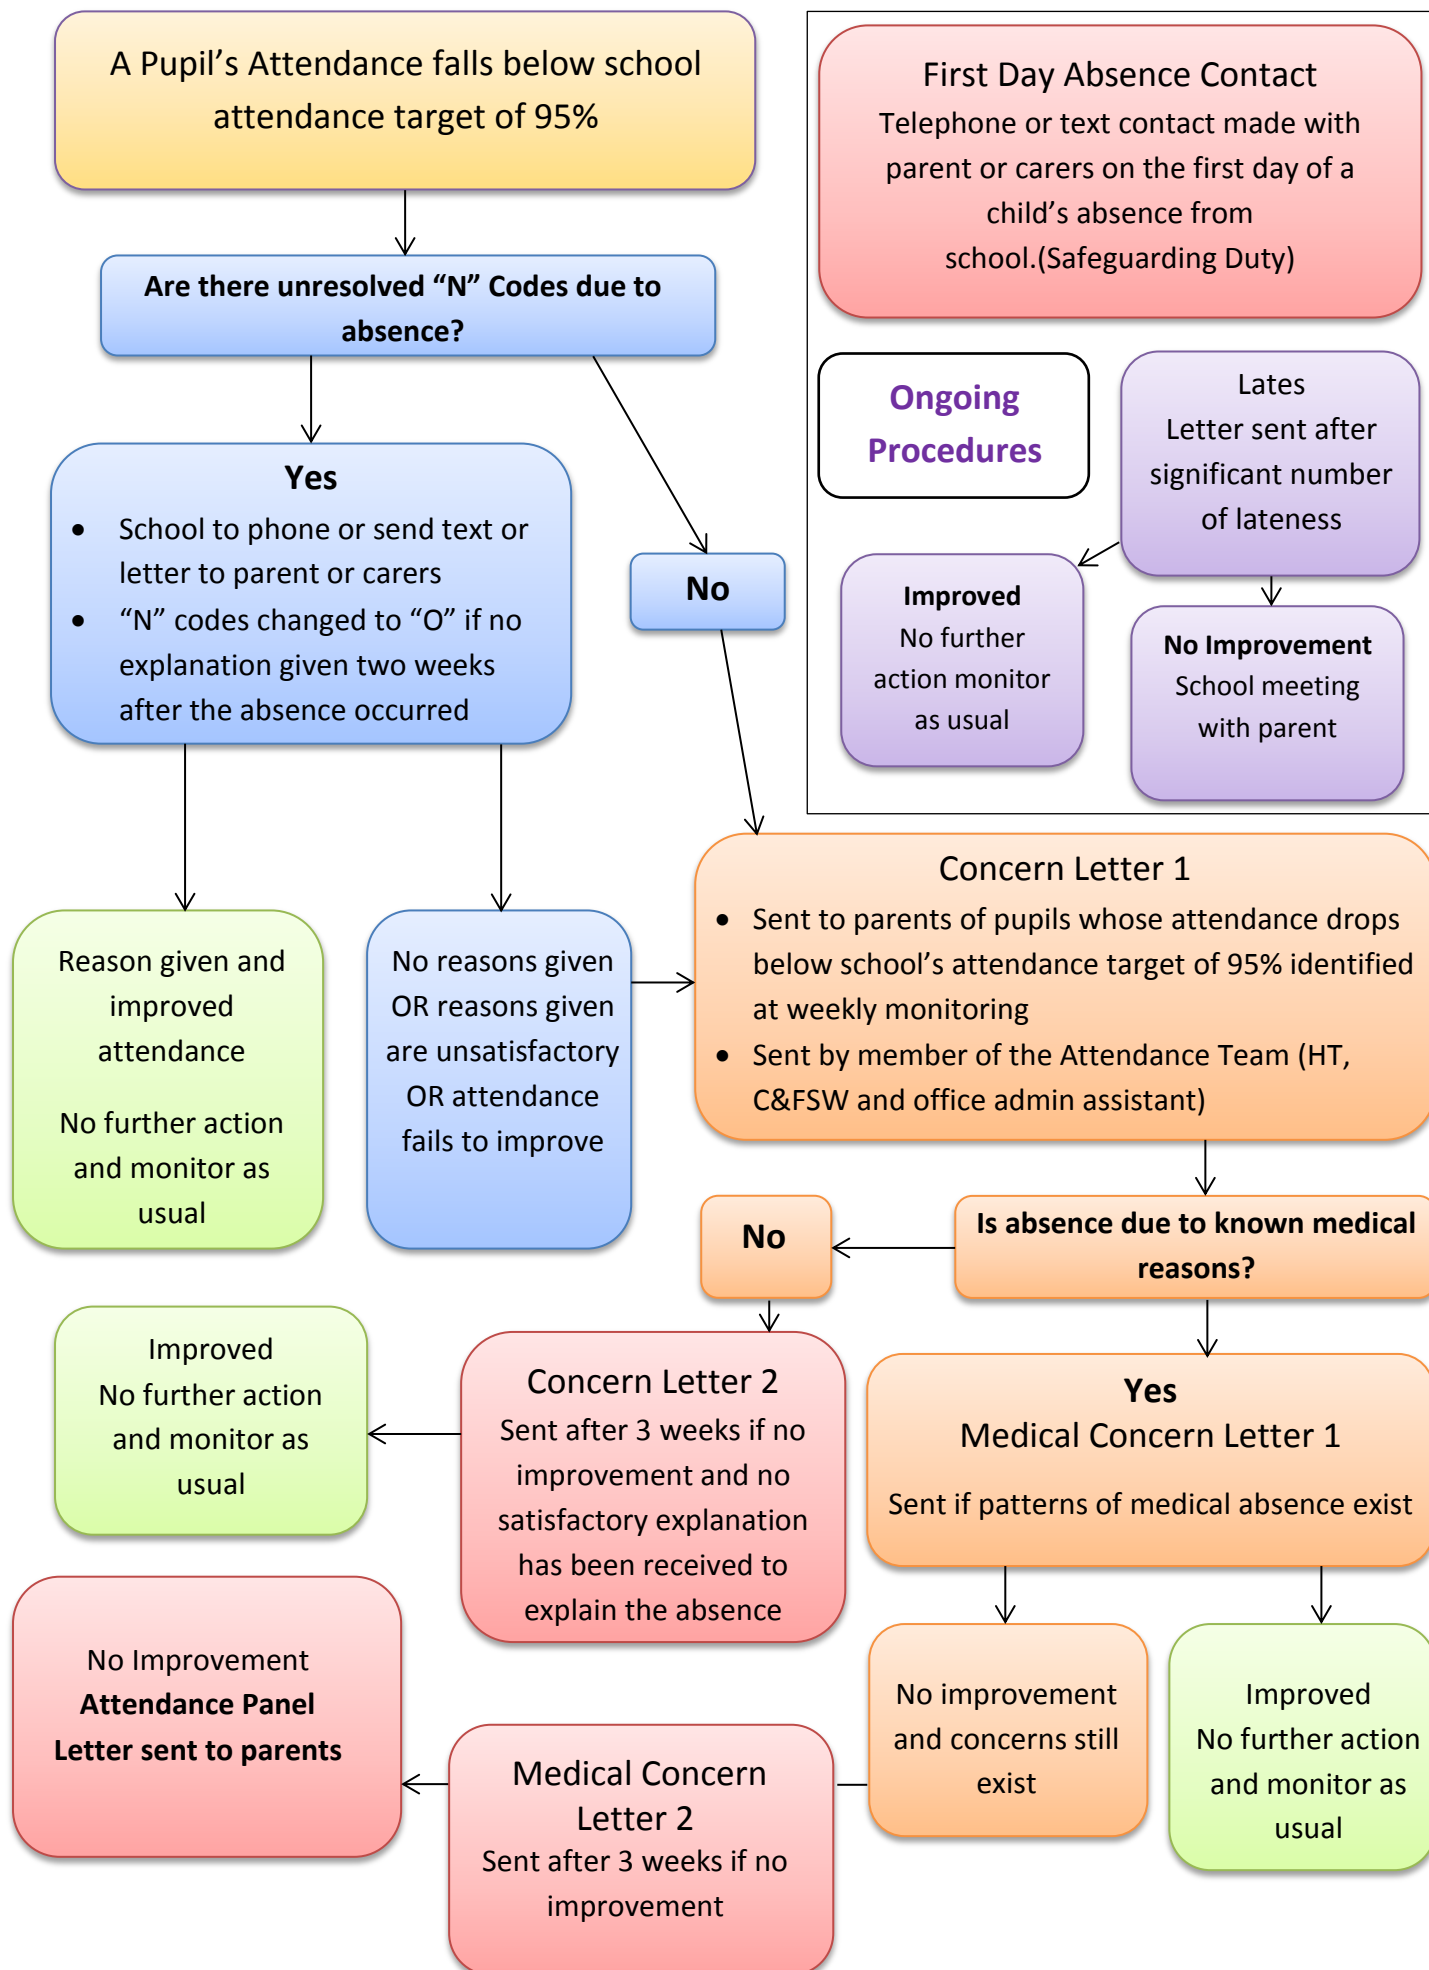 A Pupil’s Attendance falls below school
attendance target of 95%
First Day Absence Contact
Telephone or text contact made with
parent or carers on the first day of a
child’s absence from
school.(Safeguarding Duty)
Are there unresolved “N” Codes due to
absence?
Ongoing
Procedures
Lates
Letter sent after
significant number
of lateness
Improved
No further
action monitor
as usual
No Improvement
School meeting
with parent
Yes
• School to phone or send text or
letter to parent or carers
• “N” codes changed to “O” if no
explanation given two weeks
after the absence occurred
No
Reason given and
improved
attendance
No further action
and monitor as
usual
No reasons given
OR reasons given
are unsatisfactory
OR attendance
fails to improve
Concern Letter 1
• Sent to parents of pupils whose attendance drops
below school’s attendance target of 95% identified
at weekly monitoring
• Sent by member of the Attendance Team (HT,
C&FSW and office admin assistant)
Is absence due to known medical
reasons?
No
Improved
No further action
and monitor as
usual
Concern Letter 2
Sent after 3 weeks if no
improvement and no
satisfactory explanation
has been received to
explain the absence
Yes
Medical Concern Letter 1
Sent if patterns of medical absence exist
No Improvement
Attendance Panel
Letter sent to parents
Medical Concern
Letter 2
Sent after 3 weeks if no
improvement
No improvement
and concerns still
exist
Improved
No further action
and monitor as
usual